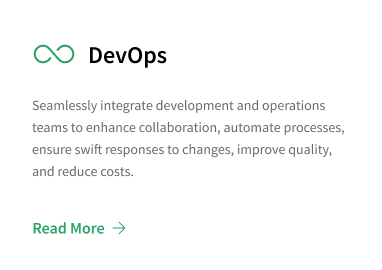 DevOps
Seamlessly integrate development and operations
teams to enhance collaboration, automate processes,
ensure swift responses to changes, improve quality,
and reduce costs.
Read More